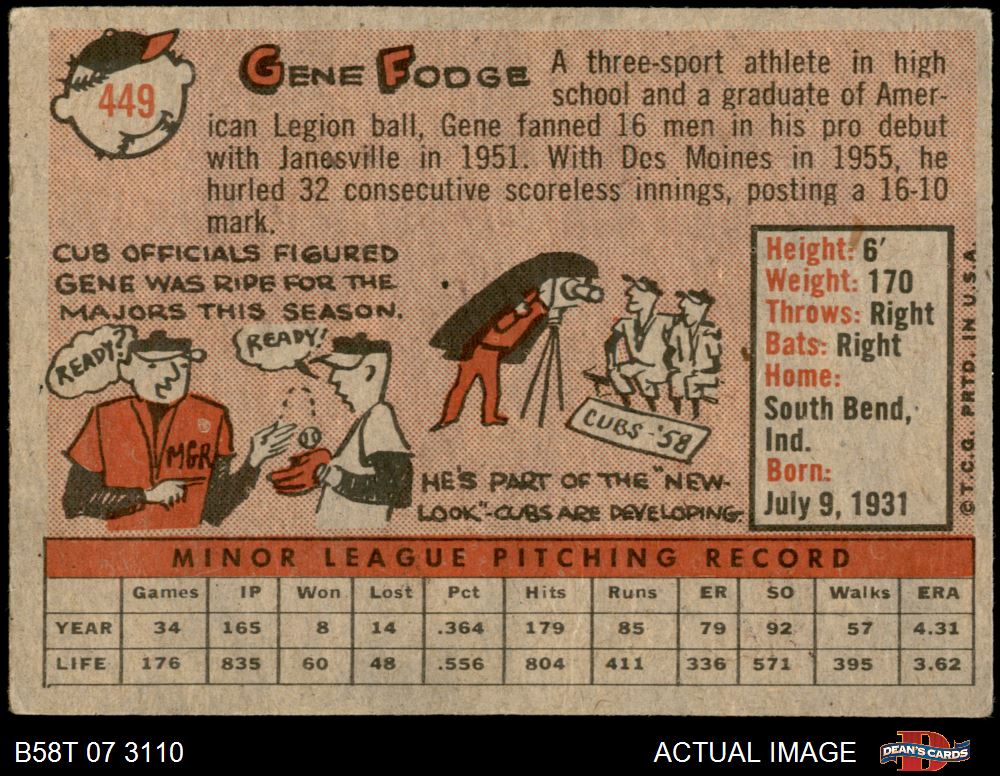 449
GENE FODGE
A three-sport athlete in high
school and a graduate of Amer-
ican Legion ball, Gene fanned 16 men in his pro debut
with Janesville in 1951. With Des Moines in 1955, he
hurled 32 consecutive scoreless innings, posting a 16-10
mark.
CUB OFFICIALS FIGURED
GENE WAS RIPE FOR THE
MAJORS THIS SEASON.
READY?
READY!
MGR
CUBS-'58
HE'S PART OF THE "NEW-
LOOK"-CUBS ARE DEVELOPING.
Height: 6'
Weight: 170
Throws: Right
Bats: Right
Home:
South Bend,
Ind.
Born:
July 9, 1931
© T.C.G. PRTD. IN U.S.A.
MINOR LEAGUE PITCHING RECORD
Games IP Won Lost Pct Hits Runs ER SO Walks ERA
YEAR 34 165 8 14 .364 179 85 79 92 57 4.31
LIFE 176 835 60 48 .556 804 411 336 571 395 3.62
B58T 07 3110
ACTUAL IMAGE
DEAN'S CARDS